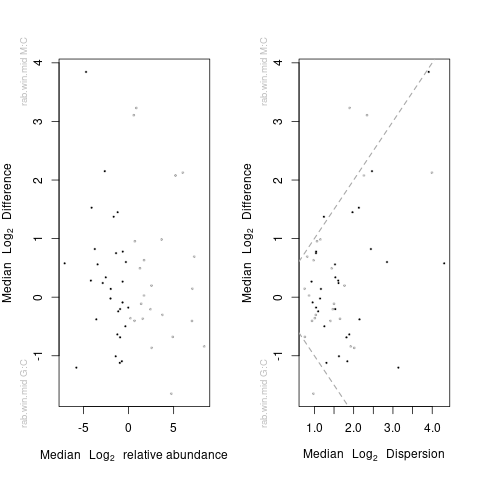 rab.win.mid M:C
Median Log2 Difference
rab.win.mid G:C
4
3
2
1
0
-1
-5 0 5
Median Log2 relative abundance
rab.win.mid M:C
Median Log2 Difference
rab.win.mid G:C
4
3
2
1
0
-1
1.0 2.0 3.0 4.0
Median Log2 Dispersion